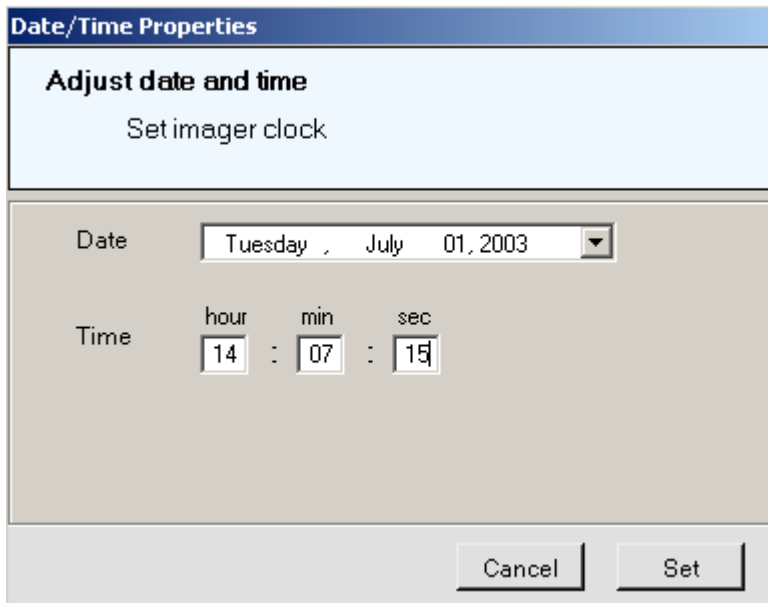 Date/Time Properties
Adjust date and time
Set imager clock
Date Tuesday , July 01, 2003
hour min sec
Time 14 : 07 : 15
Cancel Set